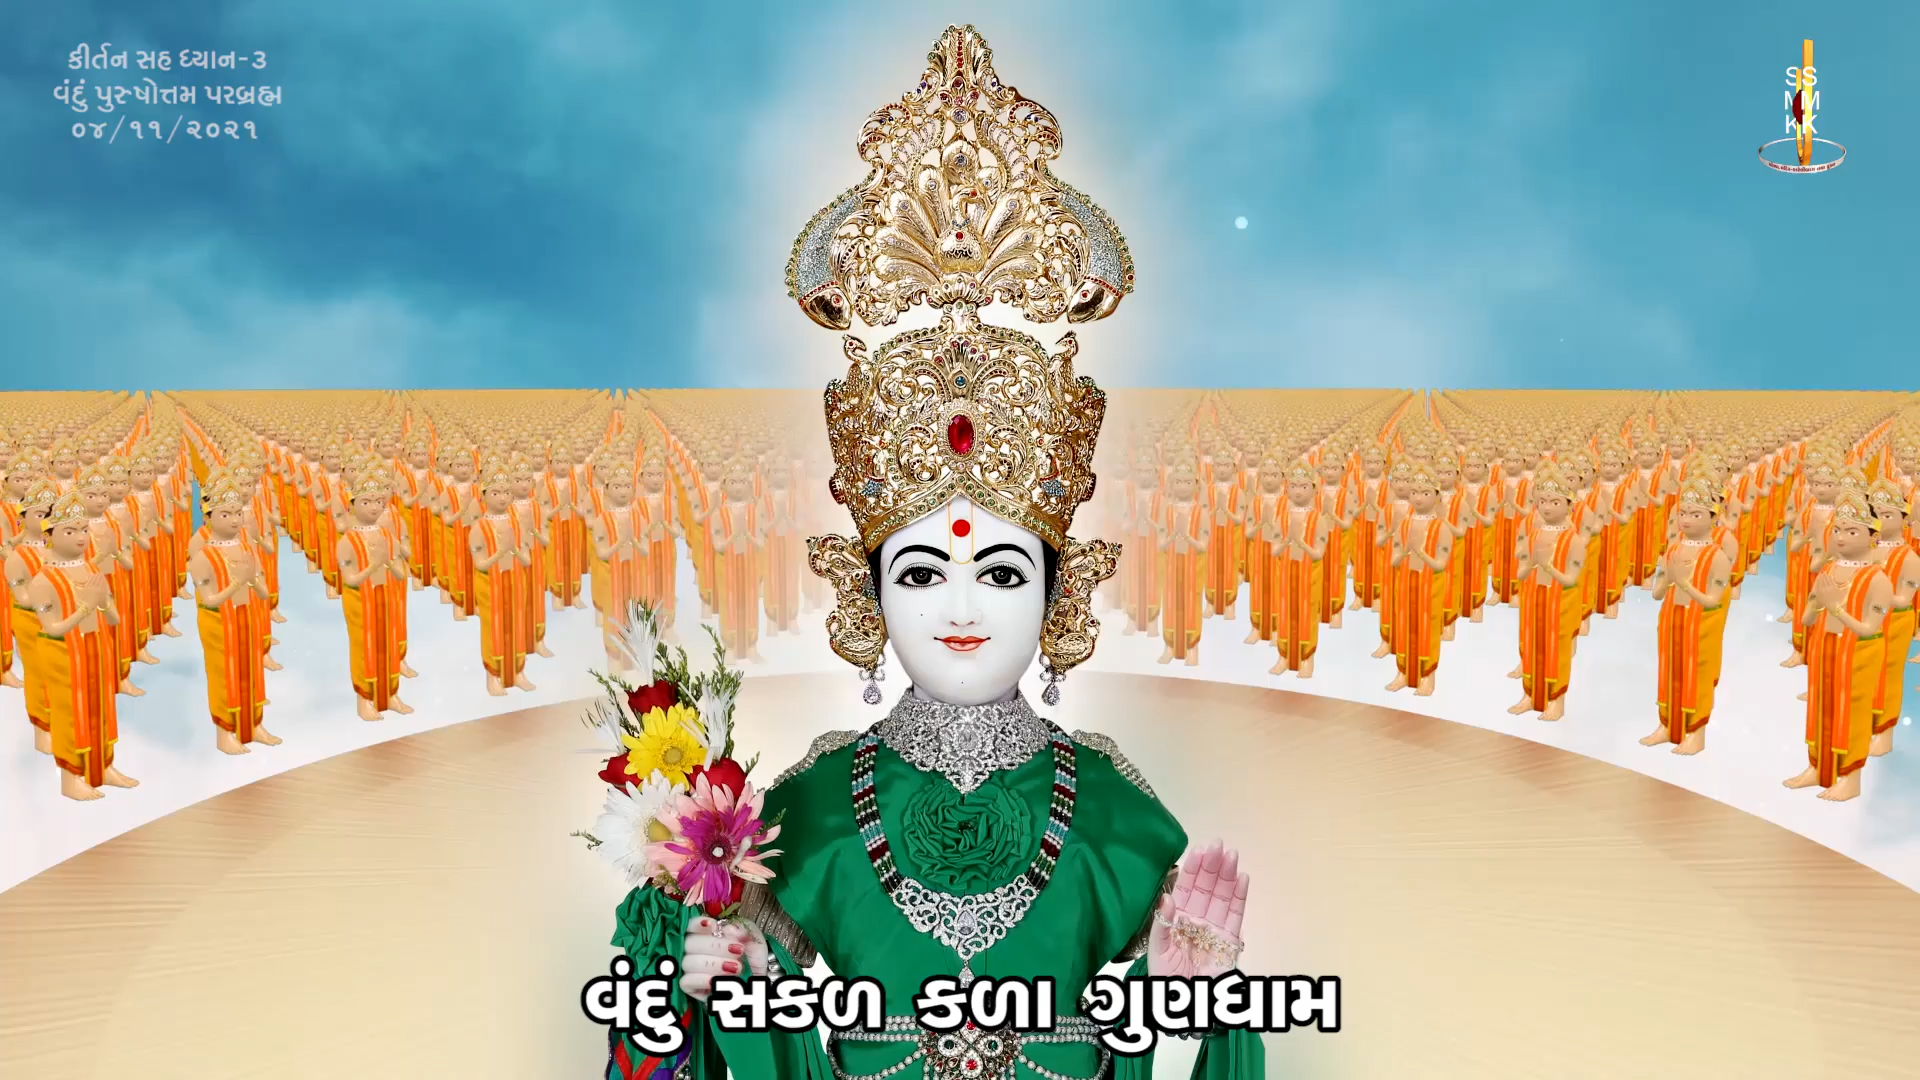 કીર્તન સહ ધ્યાન-૩
વંદું પુરુષોત્તમ પરબ્રહ્મ
૦૪/૧૧/૨૦૨૧
SS
MM
KK
વંદું સકળ કળા ગુણધામ